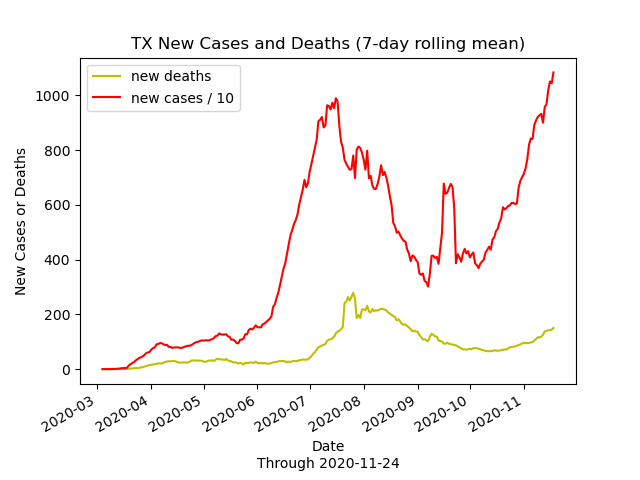 TX New Cases and Deaths (7-day rolling mean)
new deaths
new cases / 10
New Cases or Deaths
1000
800
600
400
200
0
2020-03
2020-04
2020-05
2020-06
2020-07
2020-08
2020-09
2020-10
2020-11
Date
Through 2020-11-24